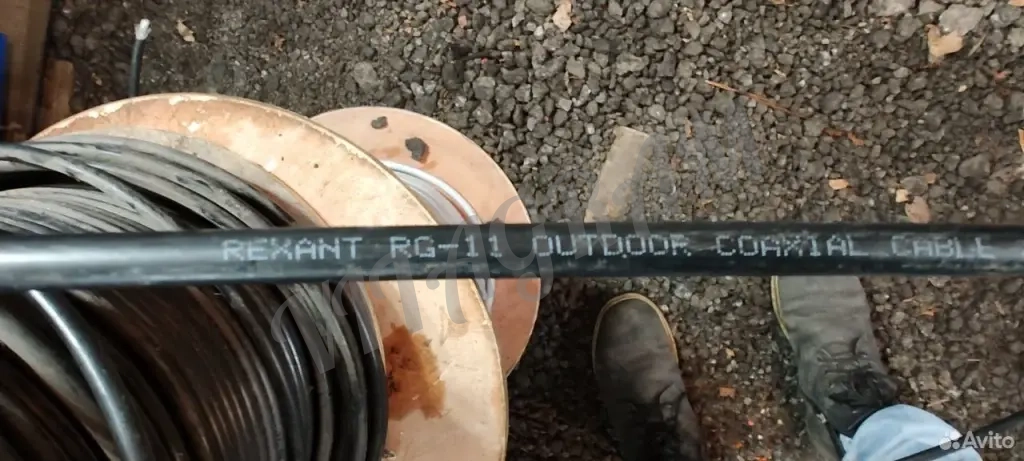 REXANT RG-11 OUTDOOR COAXIAL CABLE
Avito